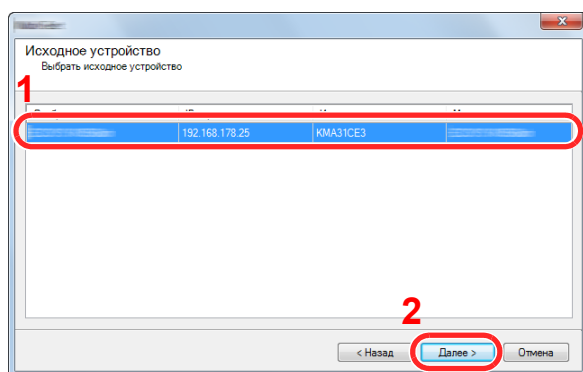 Исходное устройство
Выбрать исходное устройство
1
192.168.178.25 KMA31CE3
2
< Назад Далее > Отмена